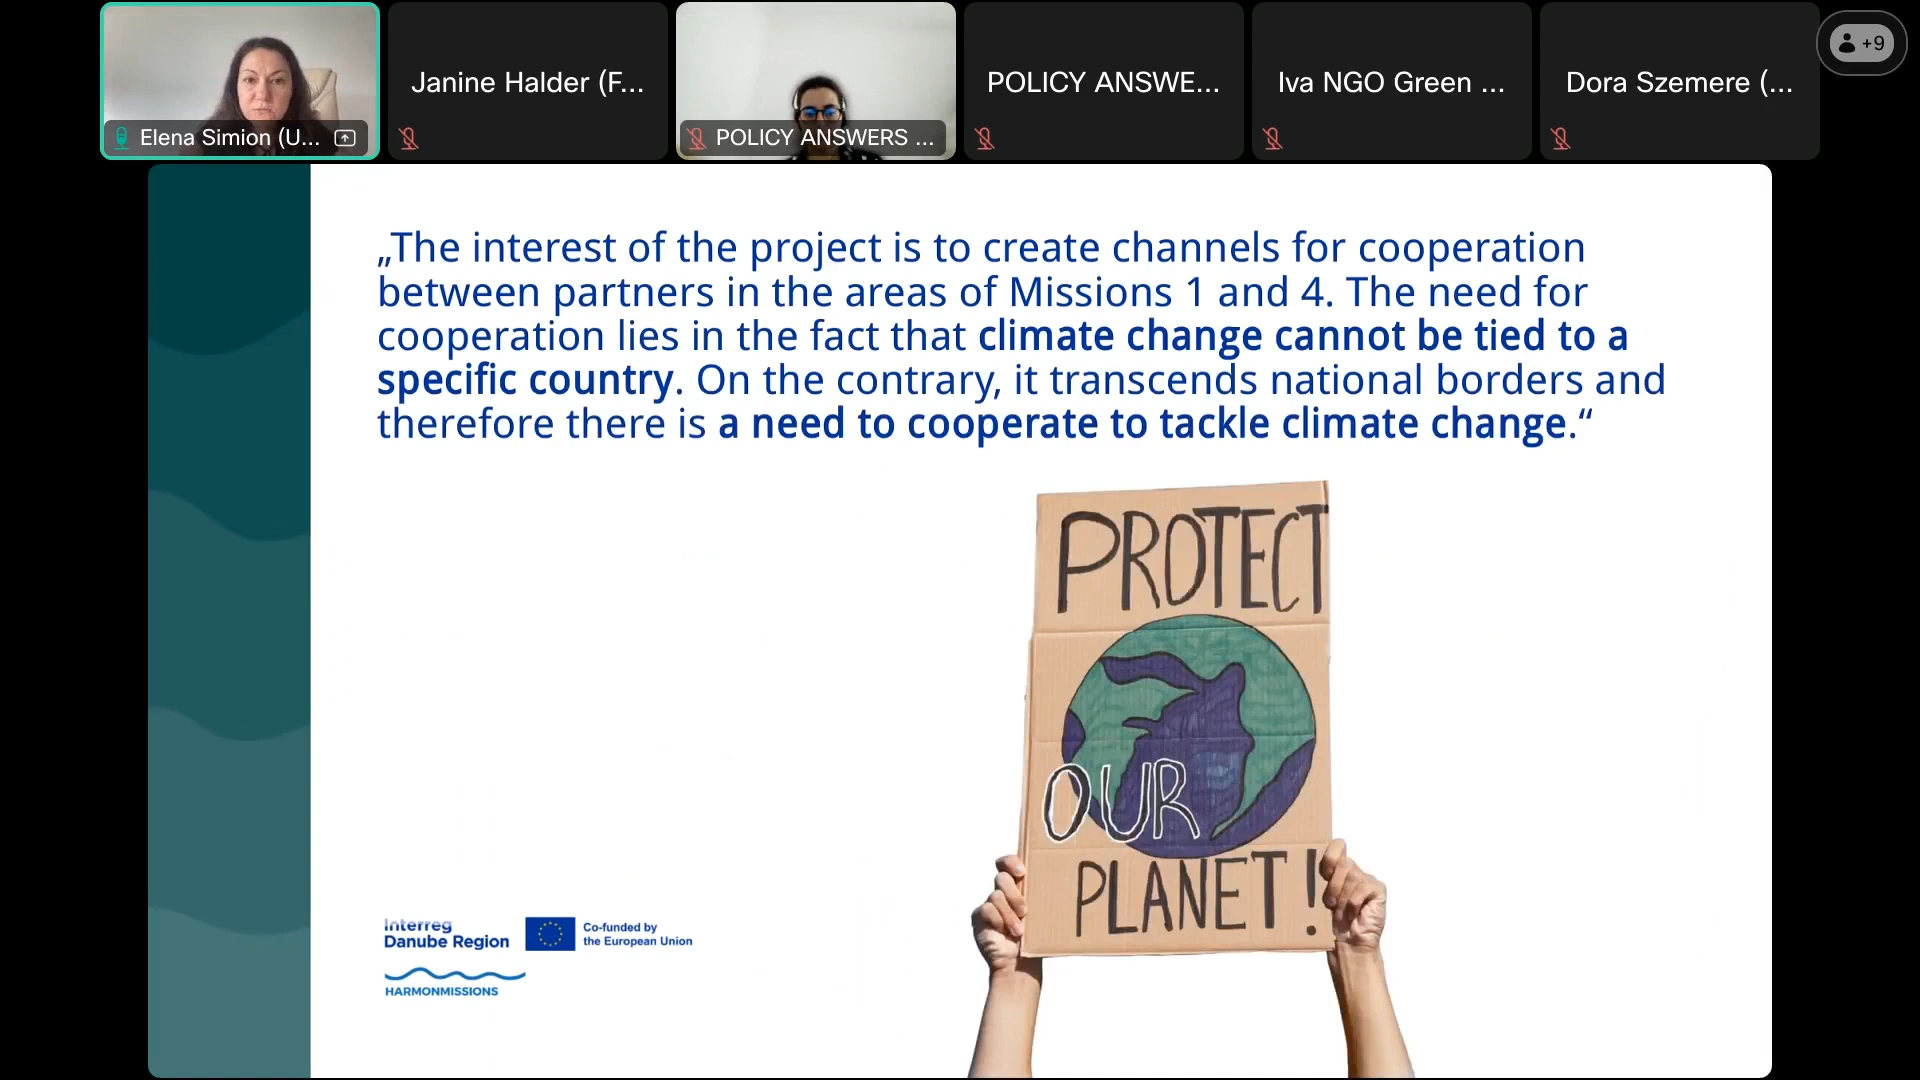 Elena Simion (U...
Janine Halder (F...
POLICY ANSWERS ...
POLICY ANSWE...
Iva NGO Green ...
Dora Szemere (...
+9
„The interest of the project is to create channels for cooperation
between partners in the areas of Missions 1 and 4. The need for
cooperation lies in the fact that climate change cannot be tied to a
specific country. On the contrary, it transcends national borders and
therefore there is a need to cooperate to tackle climate change.“
PROTECT
OUR
PLANET!
Interreg
Danube Region
Co-funded by
the European Union
HARMONMISSIONS